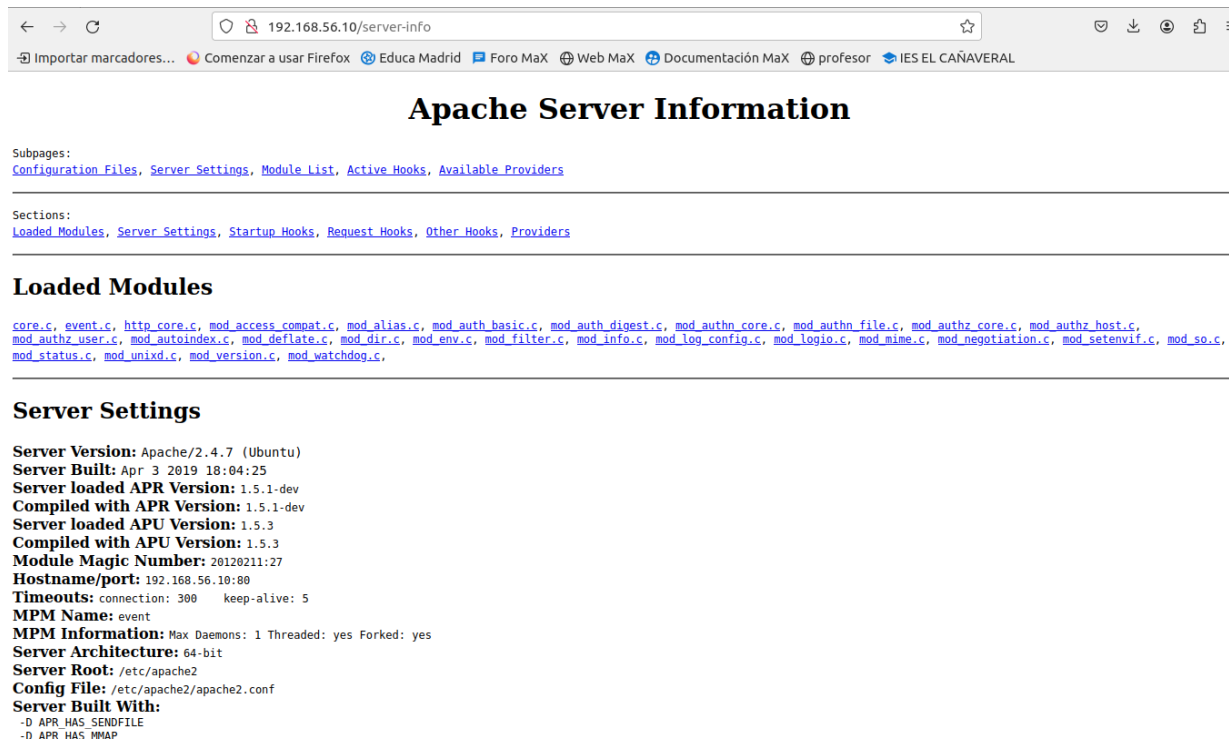 192.168.56.10/server-info
Importar marcadores... Comenzar a usar Firefox Educa Madrid Foro MaX Web MaX Documentación MaX profesor IES EL CAÑAVERAL
Apache Server Information
Subpages:
Configuration Files, Server Settings, Module List, Active Hooks, Available Providers
Sections:
Loaded Modules, Server Settings, Startup Hooks, Request Hooks, Other Hooks, Providers
Loaded Modules
core.c, event.c, http_core.c, mod_access_compat.c, mod_alias.c, mod_auth_basic.c, mod_auth_digest.c, mod_authn_core.c, mod_authn_file.c, mod_authz_core.c, mod_authz_host.c,
mod_authz_user.c, mod_autoindex.c, mod_deflate.c, mod_dir.c, mod_env.c, mod_filter.c, mod_info.c, mod_log_config.c, mod_logio.c, mod_mime.c, mod_negotiation.c, mod_setenvif.c, mod_so.c,
mod_status.c, mod_unixd.c, mod_version.c, mod_watchdog.c,
Server Settings
Server Version: Apache/2.4.7 (Ubuntu)
Server Built: Apr 3 2019 18:04:25
Server loaded APR Version: 1.5.1-dev
Compiled with APR Version: 1.5.1-dev
Server loaded APU Version: 1.5.3
Compiled with APU Version: 1.5.3
Module Magic Number: 20120211:27
Hostname/port: 192.168.56.10:80
Timeouts: connection: 300 keep-alive: 5
MPM Name: event
MPM Information: Max Daemons: 1 Threaded: yes Forked: yes
Server Architecture: 64-bit
Server Root: /etc/apache2
Config File: /etc/apache2/apache2.conf
Server Built With:
-D APR_HAS_SENDFILE
-D APR_HAS_MMAP